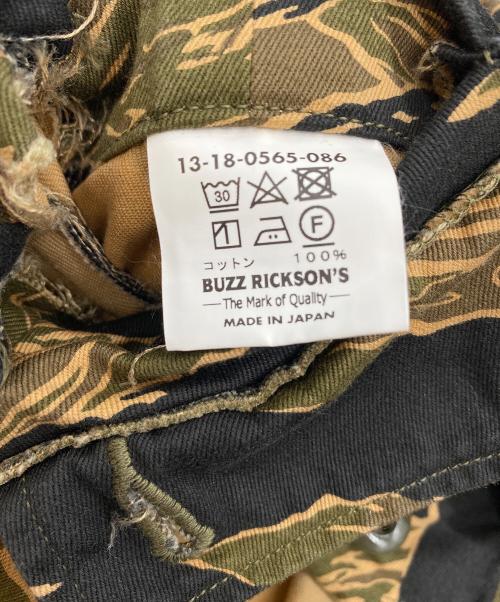 13-18-0565-086
30
F
コットン 100%
BUZZ RICKSON'S
The Mark of Quality
MADE IN JAPAN